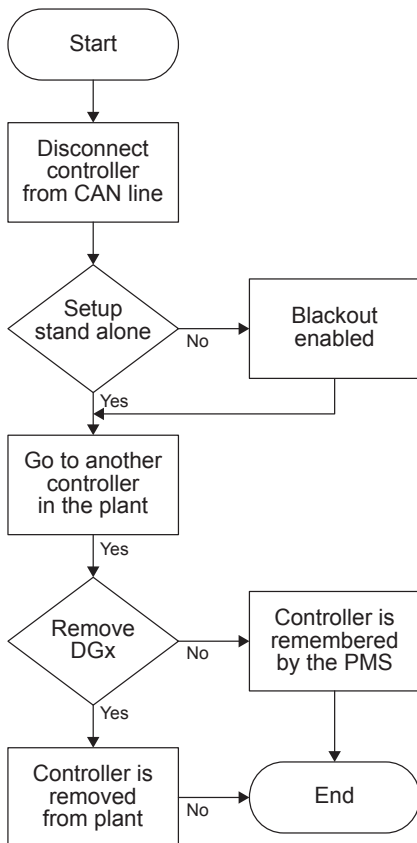 Start
Disconnect
controller
from CAN line
Setup
stand alone
No
Blackout
enabled
Yes
Go to another
controller
in the plant
Yes
Remove
DGx
No
Controller is
remembered
by the PMS
Yes
Controller is
removed
from plant
No
End